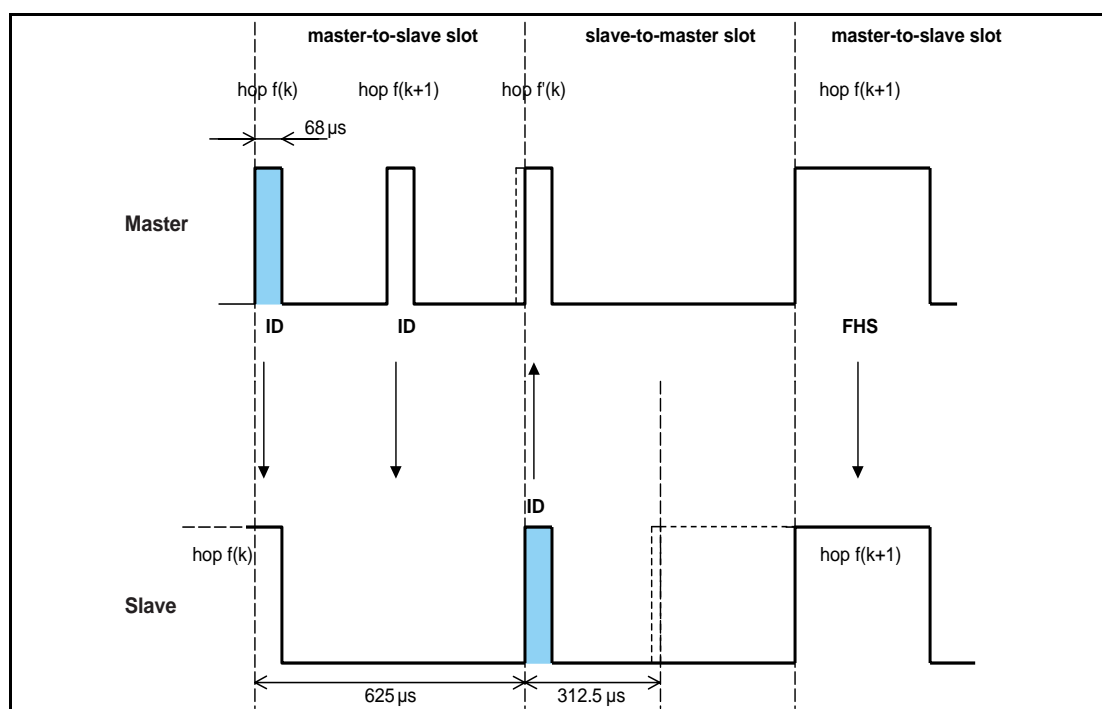 master-to-slave slot slave-to-master slot master-to-slave slot
hop f(k) hop f(k+1) hop f'(k) hop f(k+1)
68 µs
Master
ID ID FHS
ID
hop f(k) hop f(k+1)
Slave
625 µs 312.5 µs